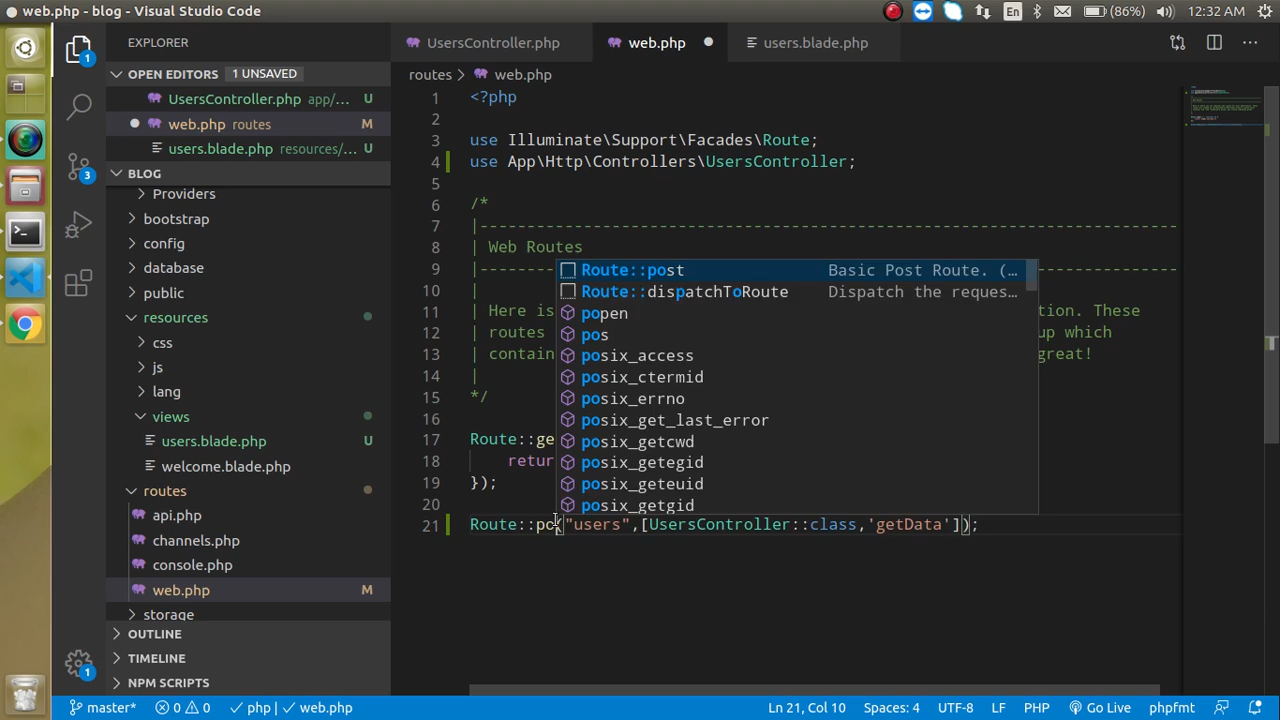 web.php - blog - Visual Studio Code
En
(86%)
12:32 AM
EXPLORER
OPEN EDITORS
1 UNSAVED
UsersController.php app/... U
web.php routes M
users.blade.php resources/... U
BLOG
Providers
bootstrap
config
database
public
resources
css
js
lang
views
users.blade.php U
welcome.blade.php
routes
api.php
channels.php
console.php
web.php M
storage
OUTLINE
TIMELINE
NPM SCRIPTS
1
3
1
UsersController.php
web.php
users.blade.php
routes > web.php
1 <?php
2
3 use Illuminate\Support\Facades\Route;
4 use App\Http\Controllers\UsersController;
5
6 /*
7 |--------------------------------------------------------------------------
8 | Web Routes
9 |--------------------------------------------------------------------------
10 |
11 | Here is tion. These
12 | routes up which
13 | contain great!
14 |
15 */
16
17 Route::ge
18 return
19 });
20
21 Route::po("users",[UsersController::class,'getData']);
Route::post Basic Post Route. (…
Route::dispatchToRoute Dispatch the reques…
popen
pos
posix_access
posix_ctermid
posix_errno
posix_get_last_error
posix_getcwd
posix_getegid
posix_geteuid
posix_getgid
master*
0
0
php
web.php
Ln 21, Col 10
Spaces: 4
UTF-8
LF
PHP
Go Live
phpfmt